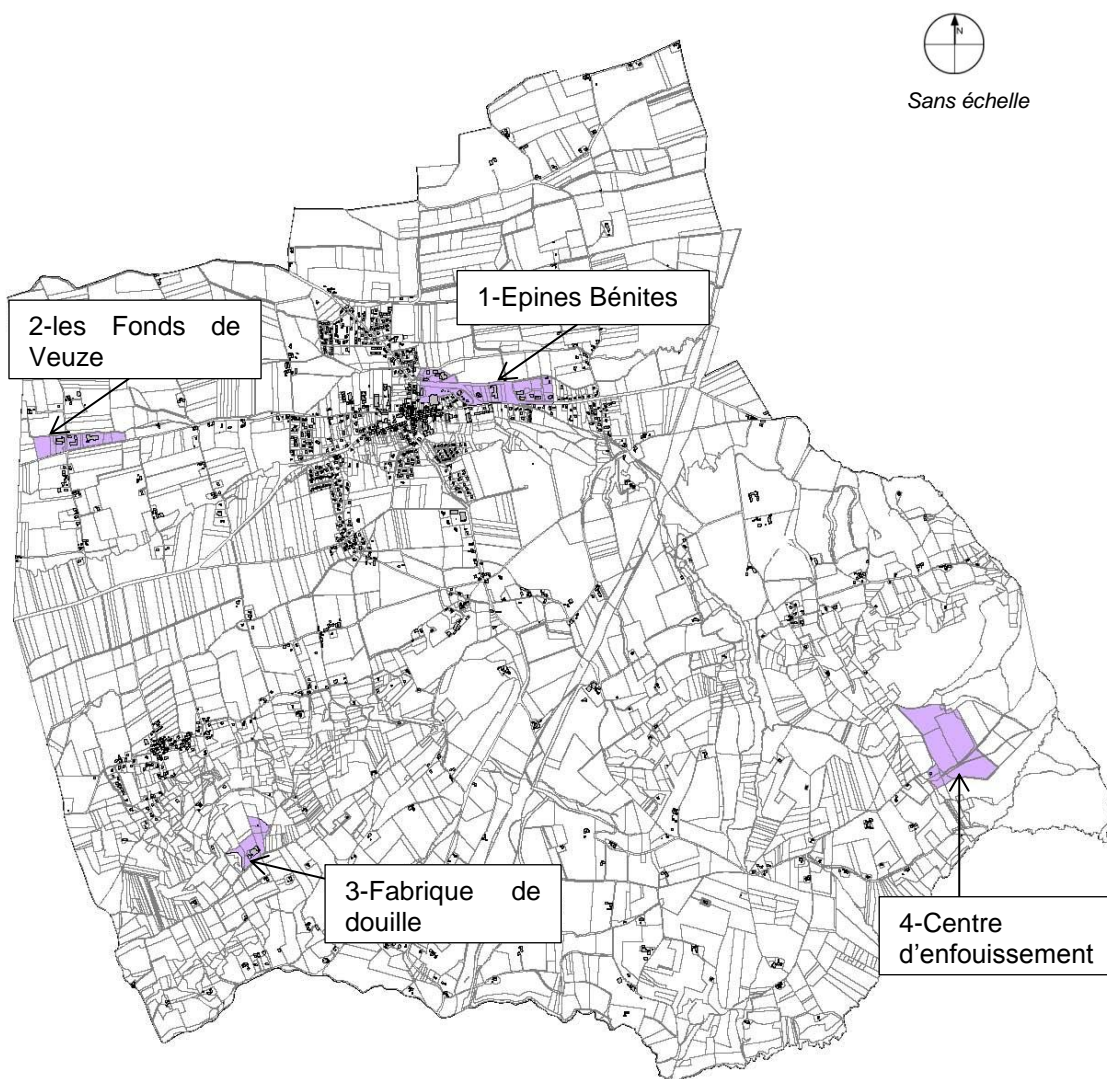 N
Sans échelle
1-Epines Bénites
2-les Fonds de
Veuze
3-Fabrique de
douille
4-Centre
d'enfouissement